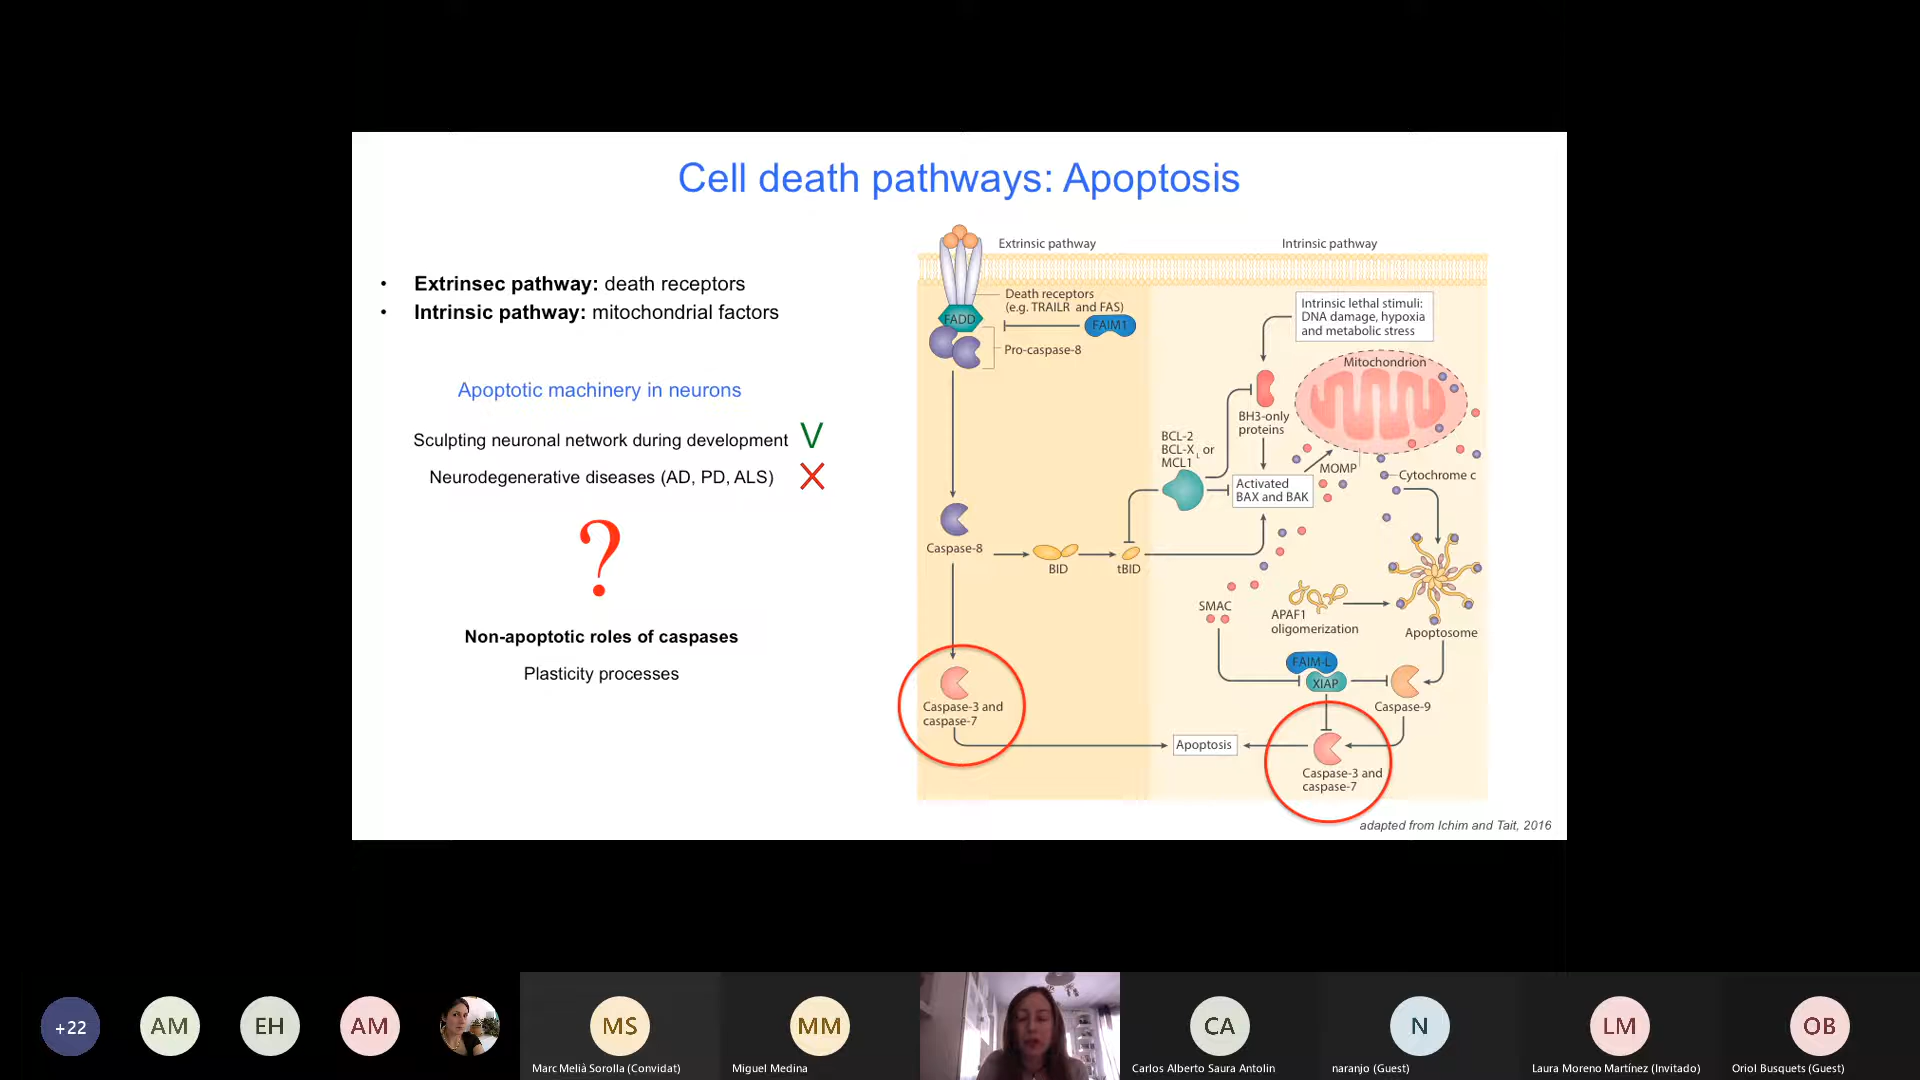 Cell death pathways: Apoptosis
• Extrinsec pathway: death receptors
• Intrinsic pathway: mitochondrial factors
Apoptotic machinery in neurons
Sculpting neuronal network during development V
Neurodegenerative diseases (AD, PD, ALS) X
?
Non-apoptotic roles of caspases
Plasticity processes
Extrinsic pathway
Intrinsic pathway
Death receptors
(e.g. TRAILR and FAS)
FADD
FAIM1
Pro-caspase-8
Intrinsic lethal stimuli:
DNA damage, hypoxia
and metabolic stress
Mitochondrion
BH3-only
proteins
BCL-2
BCL-XL or
MCL1
MOMP
Cytochrome c
Activated
BAX and BAK
Caspase-8
BID
tBID
SMAC
APAF1
oligomerization
Apoptosome
FAIM-L
XIAP
Caspase-9
Caspase-3 and
caspase-7
Apoptosis
Caspase-3 and
caspase-7
adapted from Ichim and Tait, 2016
+22
AM
EH
AM
MS
Marc Melià Sorolla (Convidat)
MM
Miguel Medina
CA
Carlos Alberto Saura Antolin
N
naranjo (Guest)
LM
Laura Moreno Martínez (Invitado)
OB
Oriol Busquets (Guest)